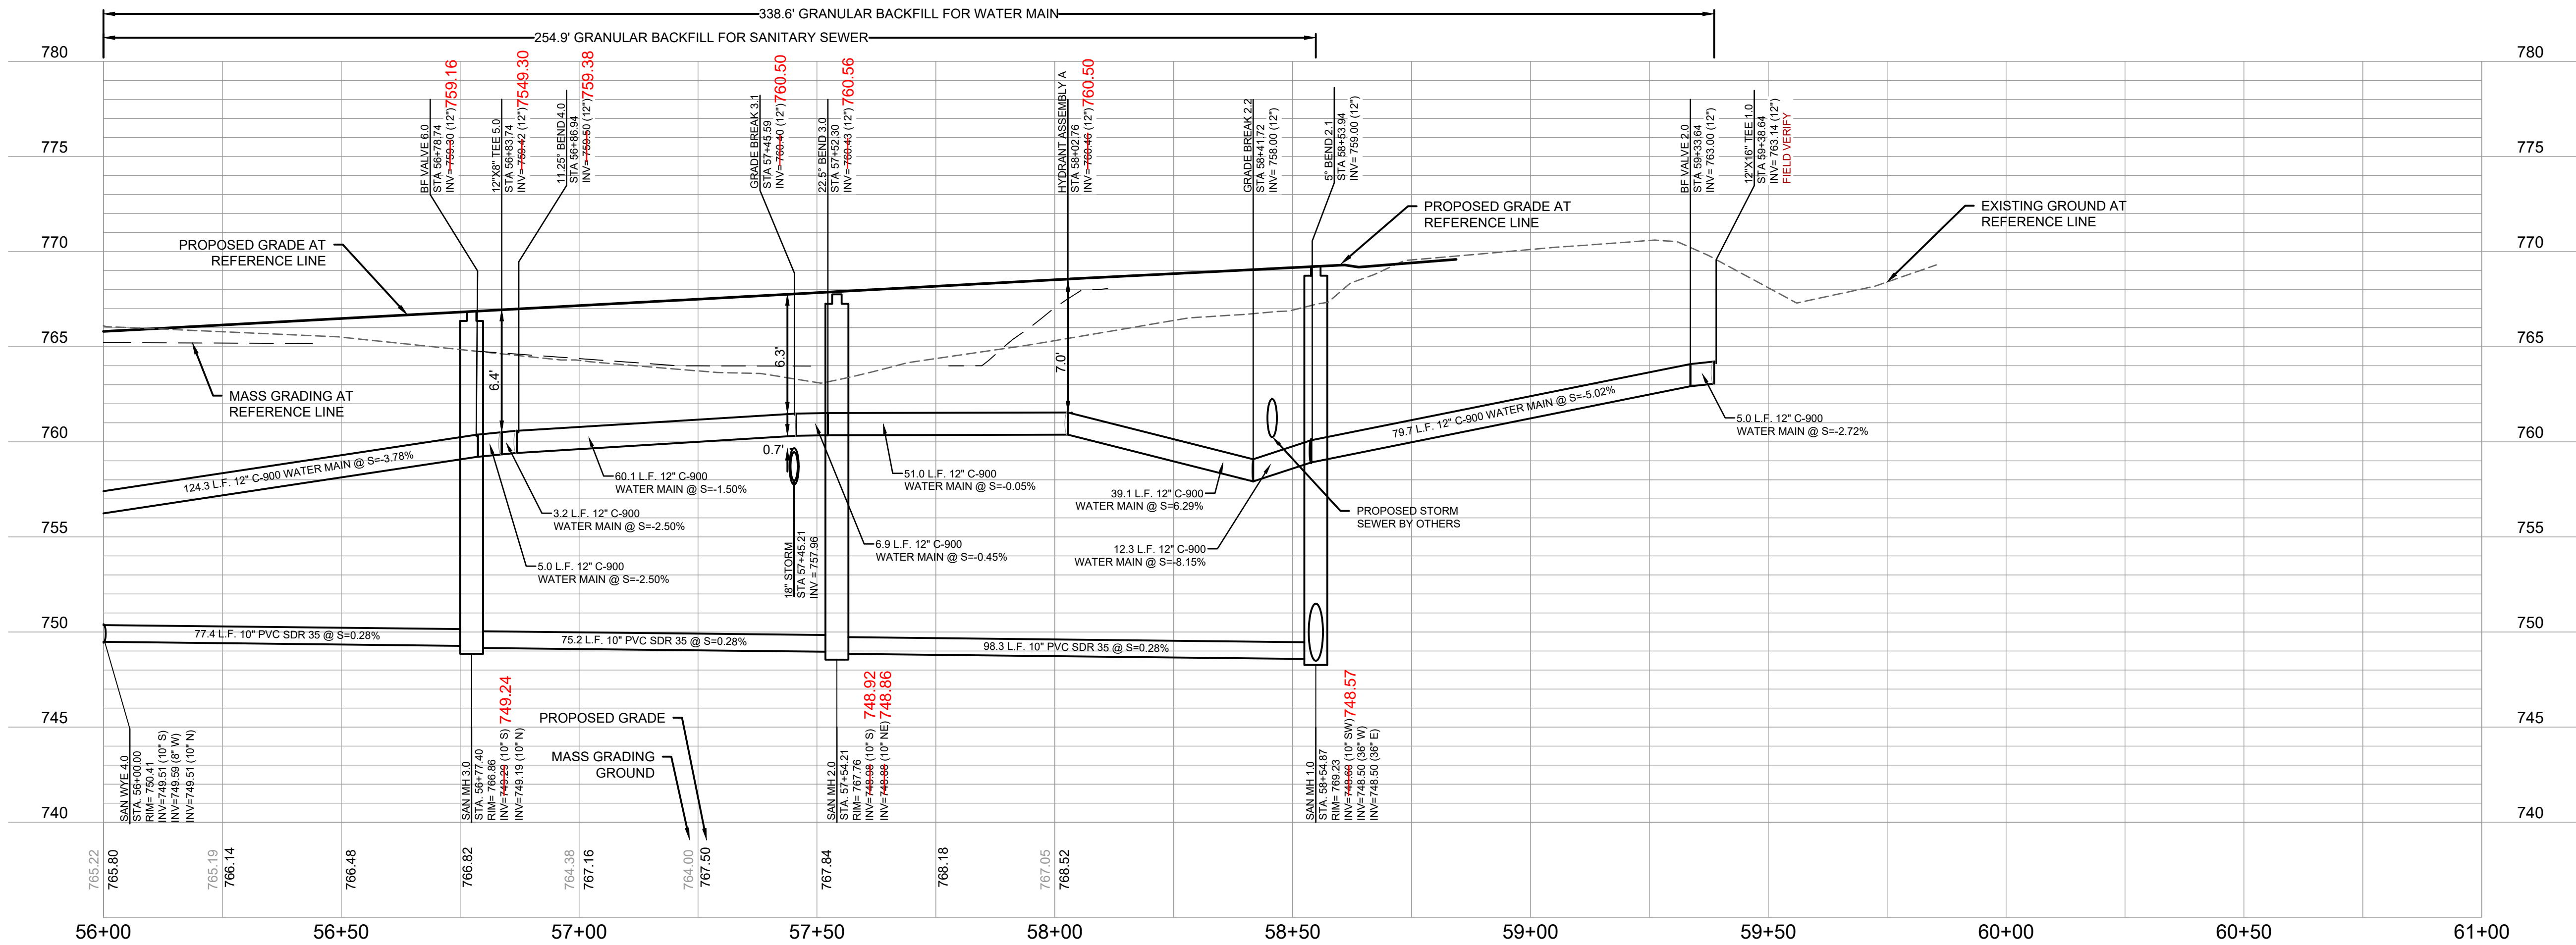 338.6' GRANULAR BACKFILL FOR WATER MAIN
254.9' GRANULAR BACKFILL FOR SANITARY SEWER
780
780
775
775
770
770
765
765
760
760
755
755
750
750
745
745
740
740
BF VALVE 6.0
STA 56+78.74
INV= 759.30 (12") 759.16
12"X8" TEE 5.0
STA 56+83.74
INV= 759.42 (12") 7549.30
11.25° BEND 4.0
STA 56+86.94
INV= 759.50 (12") 759.38
GRADE BREAK 3.1
STA 57+45.59
INV= 760.40 (12") 760.50
22.5° BEND 3.0
STA 57+52.30
INV= 760.43 (12") 760.56
HYDRANT ASSEMBLY A
STA 58+02.76
INV= 760.46 (12") 760.50
GRADE BREAK 2.2
STA 58+41.72
INV= 758.00 (12")
5° BEND 2.1
STA 58+53.94
INV= 759.00 (12")
BF VALVE 2.0
STA 59+33.64
INV= 763.00 (12")
12"X16" TEE 1.0
STA 59+38.64
INV= 763.14 (12")
FIELD VERIFY
PROPOSED GRADE AT
REFERENCE LINE
PROPOSED GRADE AT
REFERENCE LINE
EXISTING GROUND AT
REFERENCE LINE
MASS GRADING AT
REFERENCE LINE
6.4'
6.3'
0.7'
7.0'
124.3 L.F. 12" C-900 WATER MAIN @ S=-3.78%
60.1 L.F. 12" C-900
WATER MAIN @ S=-1.50%
3.2 L.F. 12" C-900
WATER MAIN @ S=-2.50%
5.0 L.F. 12" C-900
WATER MAIN @ S=-2.50%
18" STORM
STA 57+45.21
INV = 757.96
51.0 L.F. 12" C-900
WATER MAIN @ S=-0.05%
6.9 L.F. 12" C-900
WATER MAIN @ S=-0.45%
39.1 L.F. 12" C-900
WATER MAIN @ S=6.29%
12.3 L.F. 12" C-900
WATER MAIN @ S=-8.15%
PROPOSED STORM
SEWER BY OTHERS
79.7 L.F. 12" C-900 WATER MAIN @ S=-5.02%
5.0 L.F. 12" C-900
WATER MAIN @ S=-2.72%
77.4 L.F. 10" PVC SDR 35 @ S=0.28%
75.2 L.F. 10" PVC SDR 35 @ S=0.28%
98.3 L.F. 10" PVC SDR 35 @ S=0.28%
SAN WYE 4.0
STA. 56+00.00
RIM= 750.41
INV=749.51 (10" S)
INV=749.59 (8" W)
INV=749.51 (10" N)
SAN MH 3.0
STA. 56+77.40
RIM= 766.86
INV=749.29 (10" S) 749.24
INV=749.19 (10" N)
PROPOSED GRADE
MASS GRADING
GROUND
SAN MH 2.0
STA. 57+54.21
RIM= 767.76
INV=748.98 (10" S) 748.92
INV=748.88 (10" NE) 748.86
SAN MH 1.0
STA. 58+54.87
RIM= 769.23
INV=748.60 (10" SW) 748.57
INV=748.50 (36" W)
INV=748.50 (36" E)
765.22
765.80
765.19
766.14
766.48
766.82
764.38
767.16
764.00
767.50
767.84
768.18
767.05
768.52
56+00
56+50
57+00
57+50
58+00
58+50
59+00
59+50
60+00
60+50
61+00